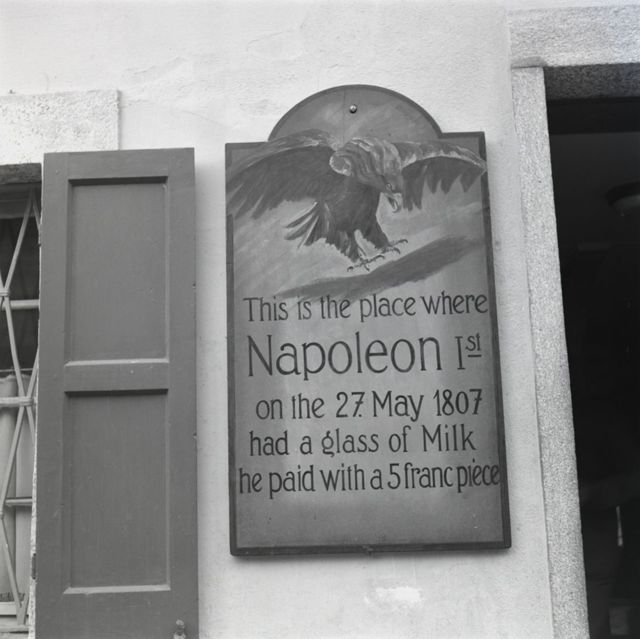 This is the place where
Napoleon Ist
on the 27. May 1807
had a glass of Milk
he paid with a 5 franc piece